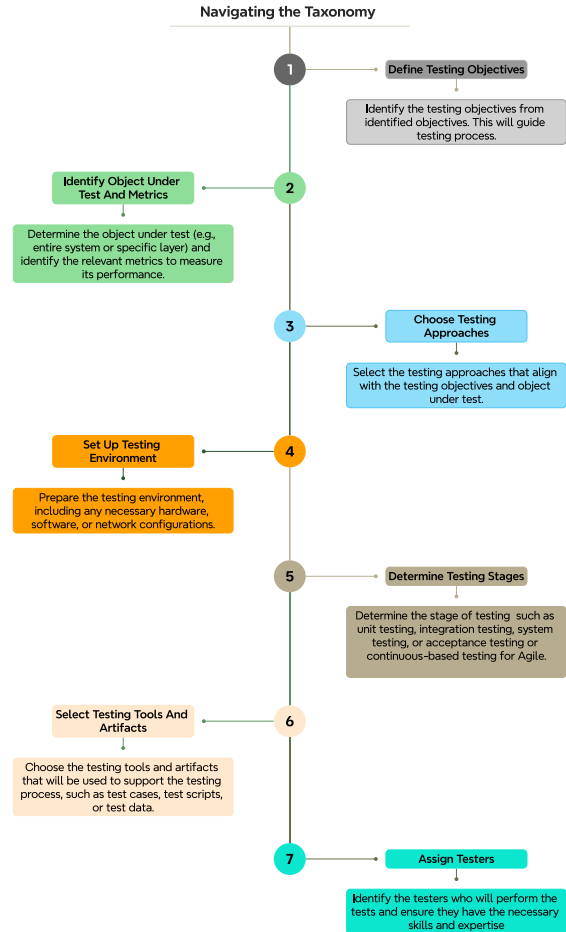 Navigating the Taxonomy
1
Define Testing Objectives
Identify the testing objectives from
identified objectives. This will guide
testing process.
Identify Object Under
Test And Metrics
2
Determine the object under test (e.g.,
entire system or specific layer) and
identify the relevant metrics to measure
its performance.
3
Choose Testing
Approaches
Select the testing approaches that align
with the testing objectives and object
under test.
Set Up Testing
Environment
4
Prepare the testing environment,
including any necessary hardware,
software, or network configurations.
5
Determine Testing Stages
Determine the stage of testing such as
unit testing, integration testing, system
testing, or acceptance testing or
continuous-based testing for Agile.
Select Testing Tools And
Artifacts
6
Choose the testing tools and artifacts
that will be used to support the testing
process, such as test cases, test scripts,
or test data.
7
Assign Testers
Identify the testers who will perform the
tests and ensure they have the necessary
skills and expertise